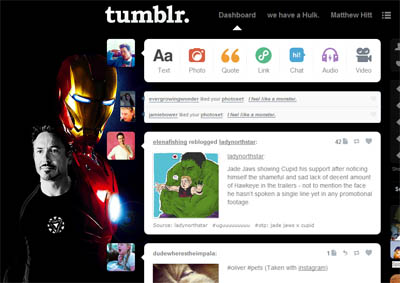 tumblr.
Dashboard we have a Hulk. Matthew Hitt
Aa hi!
Text Photo Quote Link Chat Audio Video
evergrowingwonder liked your photoset I feel like a monster.
jamiehower liked your photoset I feel like a monster.
elenafishing reblogged ladynorthstar: 42
ladynorthstar:
Jade Jaws showing Cupid his support after noticing
himself the shameful and sad lack of decent amount
of Hawkeye in the trailers - not to mention the face
he hasn't spoken a single line yet in any promotional
footage.
Source: ladynorthstar #stp: jade jaws x cupid
dudewherestheimpala: 1
#oliver #pets (Taken with instagram)